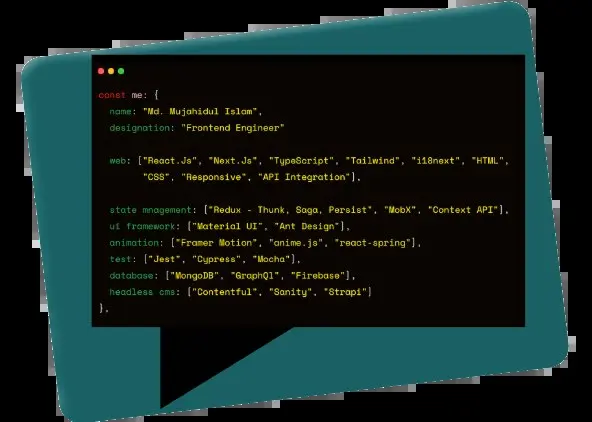 const me: {
name: "Md. Mujahidul Islam",
designation: "Frontend Engineer"
web: ["React.Js", "Next.Js", "TypeScript", "Tailwind", "i18next", "HTML",
"CSS", "Responsive", "API Integration"],
state mnagement: ["Redux - Thunk, Saga, Persist", "MobX", "Context API"],
ui framework: ["Material UI", "Ant Design"],
animation: ["Framer Motion", "anime.js", "react-spring"],
test: ["Jest", "Cypress", "Mocha"],
database: ["MongoDB", "GraphQl", "Firebase"],
headless cms: ["Contentful", "Sanity", "Strapi"]
},